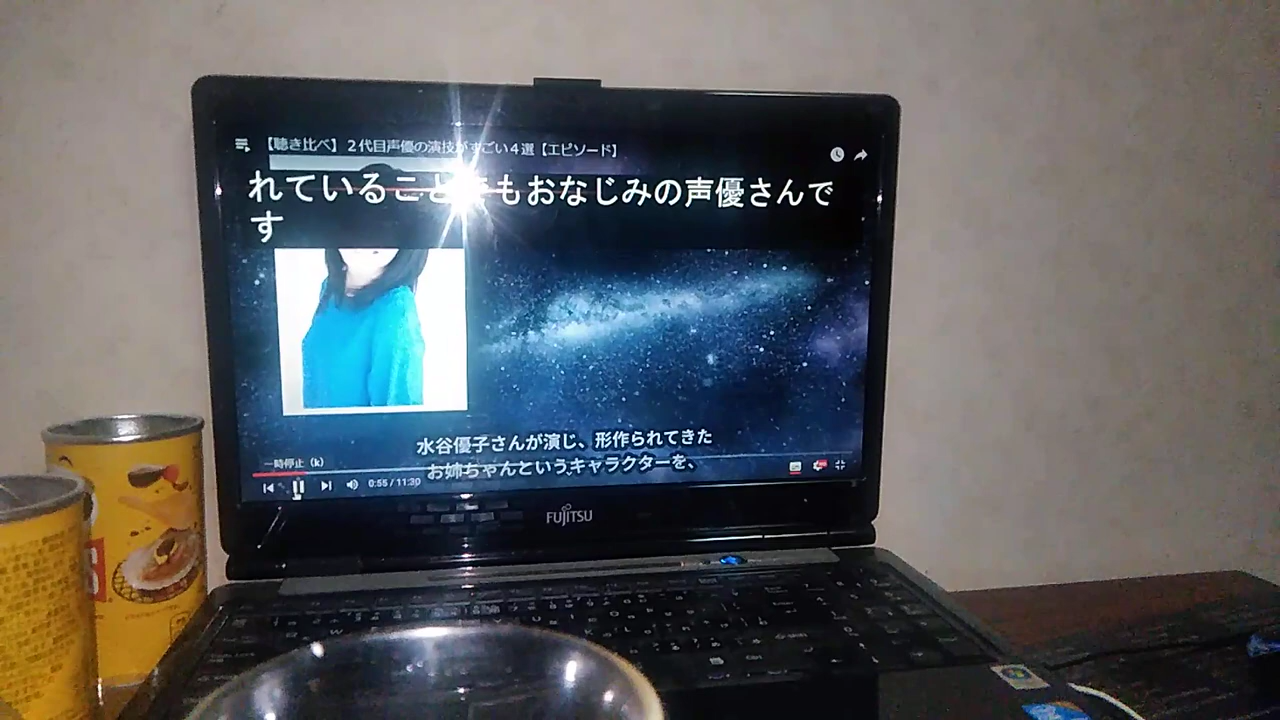 【聴き比べ】２代目声優の演技がすごい４選【エピソード】
れていることでもおなじみの声優さんで
す
水谷優子さんが演じ、形作られてきた
お姉ちゃんというキャラクターを、
一時停止（k）
0:55 / 11:30
FUJITSU